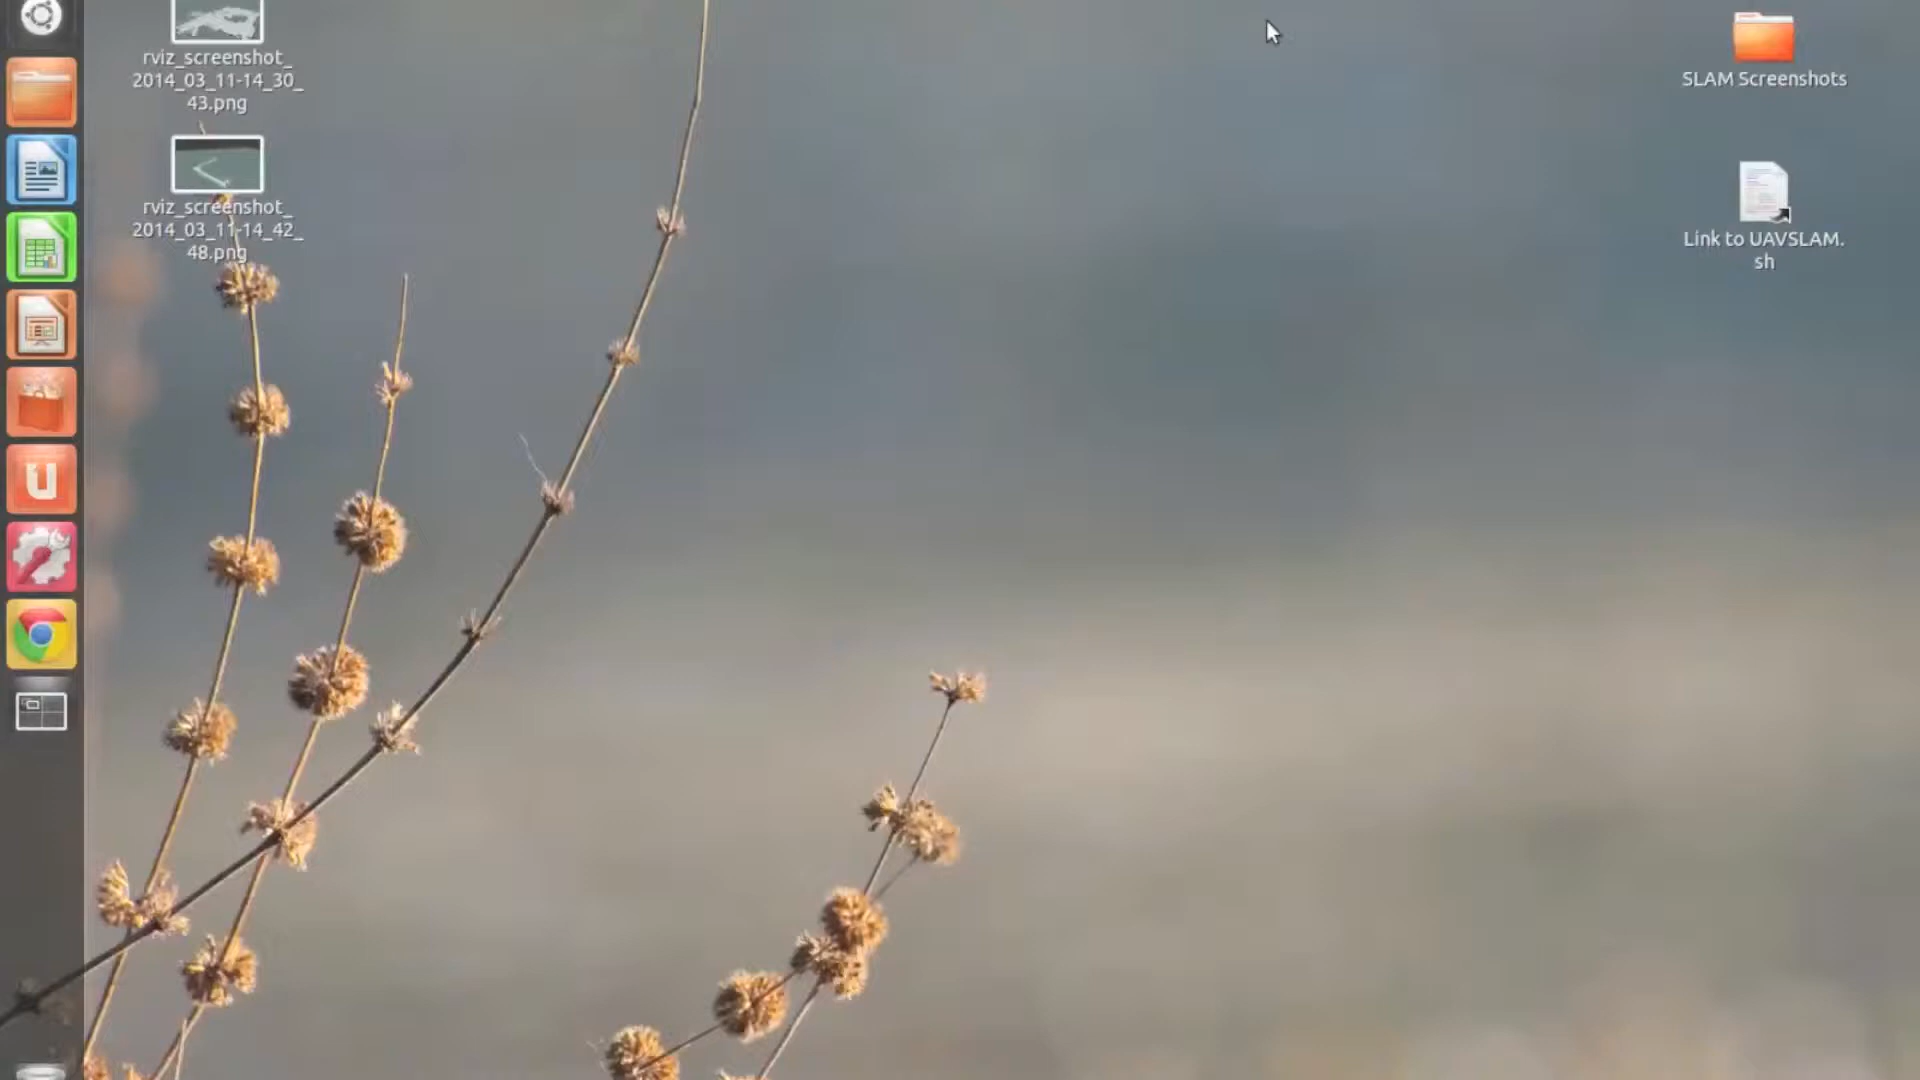 rviz_screenshot_
2014_03_11-14_30_
43.png
rviz_screenshot_
2014_03_11-14_42_
48.png
SLAM Screenshots
Link to UAVSLAM.
sh